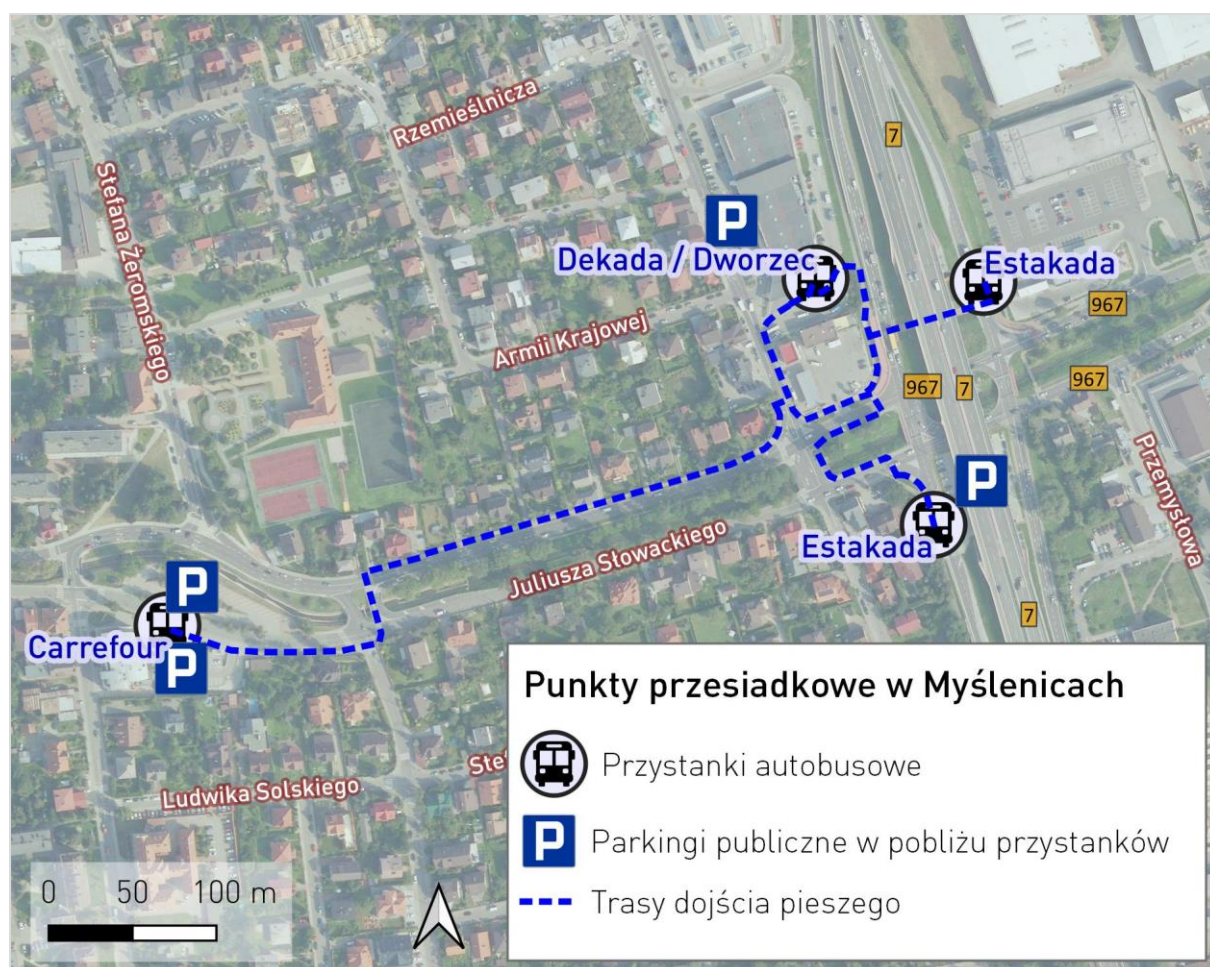 Rzemieślnicza
7
Stefana Żeromskiego
P
Dekada / Dworzec
Estakada
967
Armii Krajowej
967
7
967
Przemysłowa
P
Estakada
Juliusza Słowackiego
P
7
Carrefour
P
Punkty przesiadkowe w Myślenicach
Ste
Przystanki autobusowe
Ludwika Solskiego
P
Parkingi publiczne w pobliżu przystanków
0 50 100 m
Trasy dojścia pieszego